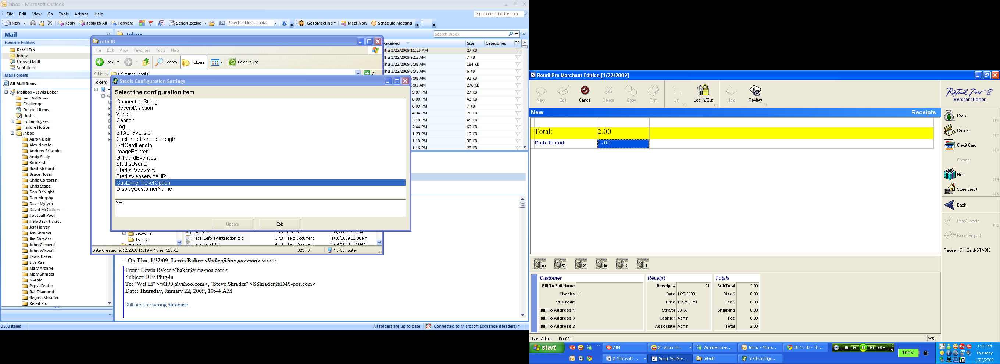 Inbox - Microsoft Outlook
File Edit View Go Tools Actions Help
Type a question for help
New Reply Reply to All Forward Send/Receive Search address books GoToMeeting Meet Now Schedule Meeting
Mail
Inbox
Search Inbox
Favorite Folders
Retail Pro
Inbox
Unread Mail
Sent Items
Mail Folders
All Mail Items
Mailbox - Lewis Baker
--- To-Do ---
Challenge
Deleted Items
Drafts
Ex-Employees
Failure Notice
Inbox
Aaron Blair
Alex Novelo
Andrew Schooler
Andy Sealy
Bob Essl
Brad McCord
Bruce Nosal
Chris Corcoran
Chris Stape
Dan DeNight
Dan Murphy
Dave Mytych
David McCallum
Football Pool
HelpDesk Tickets
Jeff Harvey
Jen Shrader
Jim Shrader
John Clement
John Wiswall
Lewis Baker
Lisa Rae
Mary Archive
Mary Shrader
N-Able
Pepsi Center
R.J. Diamond
Regina Shrader
Retail Pro
3508 Items
All folders are up to date. Connected to Microsoft Exchange (Headers)
Received Size Categories
Thu 1/22/2009 11:53 AM 27 KB
Thu 1/22/2009 9:13 AM 7 KB
Thu 1/22/2009 8:38 AM 184 KB
Thu 1/22/2009 8:35 AM 6 KB
7:08 AM 93 KB
5:01 AM 276 KB
9:07 PM 27 KB
8:00 PM 43 KB
6:09 PM 7 KB
4:34 PM 20 KB
3:18 PM 45 KB
2:44 PM 62 KB
1:23 PM 12 KB
1:18 PM 30 KB
1:16 PM 28 KB
retail8
File Edit View Favorites Tools Help
Back Search Folders Folder Sync
Address C:\imspos\retail8 Go
Folders
Stadis Configuration Settings
Select the configuration Item
ConnectionString
ReceiptCaption
Vendor
Caption
Log
STADISVersion
CustomerBarcodeLength
GiftCardLength
ImagePointer
GiftCardEventIds
StadisUserID
StadisPassword
StadiswebserviceURL
CustomerTicketOption
DisplayCustomerName
YES
Update Exit
SecAdmin
Translat
TicketCheck
TOZ.REC 1 KB REC File 2/4/2002 1:24 PM
Trace_BeforePrintsection.txt 1 KB Text Document 1/16/2009 12:00 PM
Trace_Script.txt 4 KB Text Document 8/14/2008 3:23 PM
Date Created: 9/12/2008 11:19 AM Size: 323 KB 323 KB My Computer
--- On Thu, 1/22/09, Lewis Baker <lbaker@ims-pos.com> wrote:
From: Lewis Baker <lbaker@ims-pos.com>
Subject: RE: Plug-in
To: "Wei Li" <wli90@yahoo.com>, "Steve Shrader" <SShrader@IMS-pos.com>
Date: Thursday, January 22, 2009, 10:44 AM
Still hits the wrong database.
Retail Pro Merchant Edition [1/22/2009]
New Edit Cancel Delete Copy Print List Log In/Out Hold Review
F8 CL F7
Retail Pro 8
Merchant Edition
New Receipts
Total: 2.00
Undefined 2.00
Cash SF1
Check SF2
Credit Card SF3
Charge
Gift SF4
Store Credit SF5
Back
Print/Update F12
Reset Pinpad
Redeem Gift Card/STADIS
100 50 20 10 5 1
Customer
Bill To Full Name
Checks
St. Credit
Bill To Address 1
Bill To Address 3
Bill To Address 2
Receipt
Receipt # 91
Date 1/22/2009
Time 1:22:19 PM
Str/Sta 001A
Cashier Admin
Associate Admin
Totals
SubTotal 2.00
Disc $ 0.00
Tax $ 0.00
Shipping 0.00
Fee 0.00
Total 2.00
User: Admin Pr: 001 WS1
start
AIM 2 Yahoo! M... Windows Live... Inbox - Micro... 00:11:02 - Th...
2 Microsoft ... Retail Pro Mer... retail8 Stadisconfigu...
100%
1:22 PM
Thursday
1/22/2009